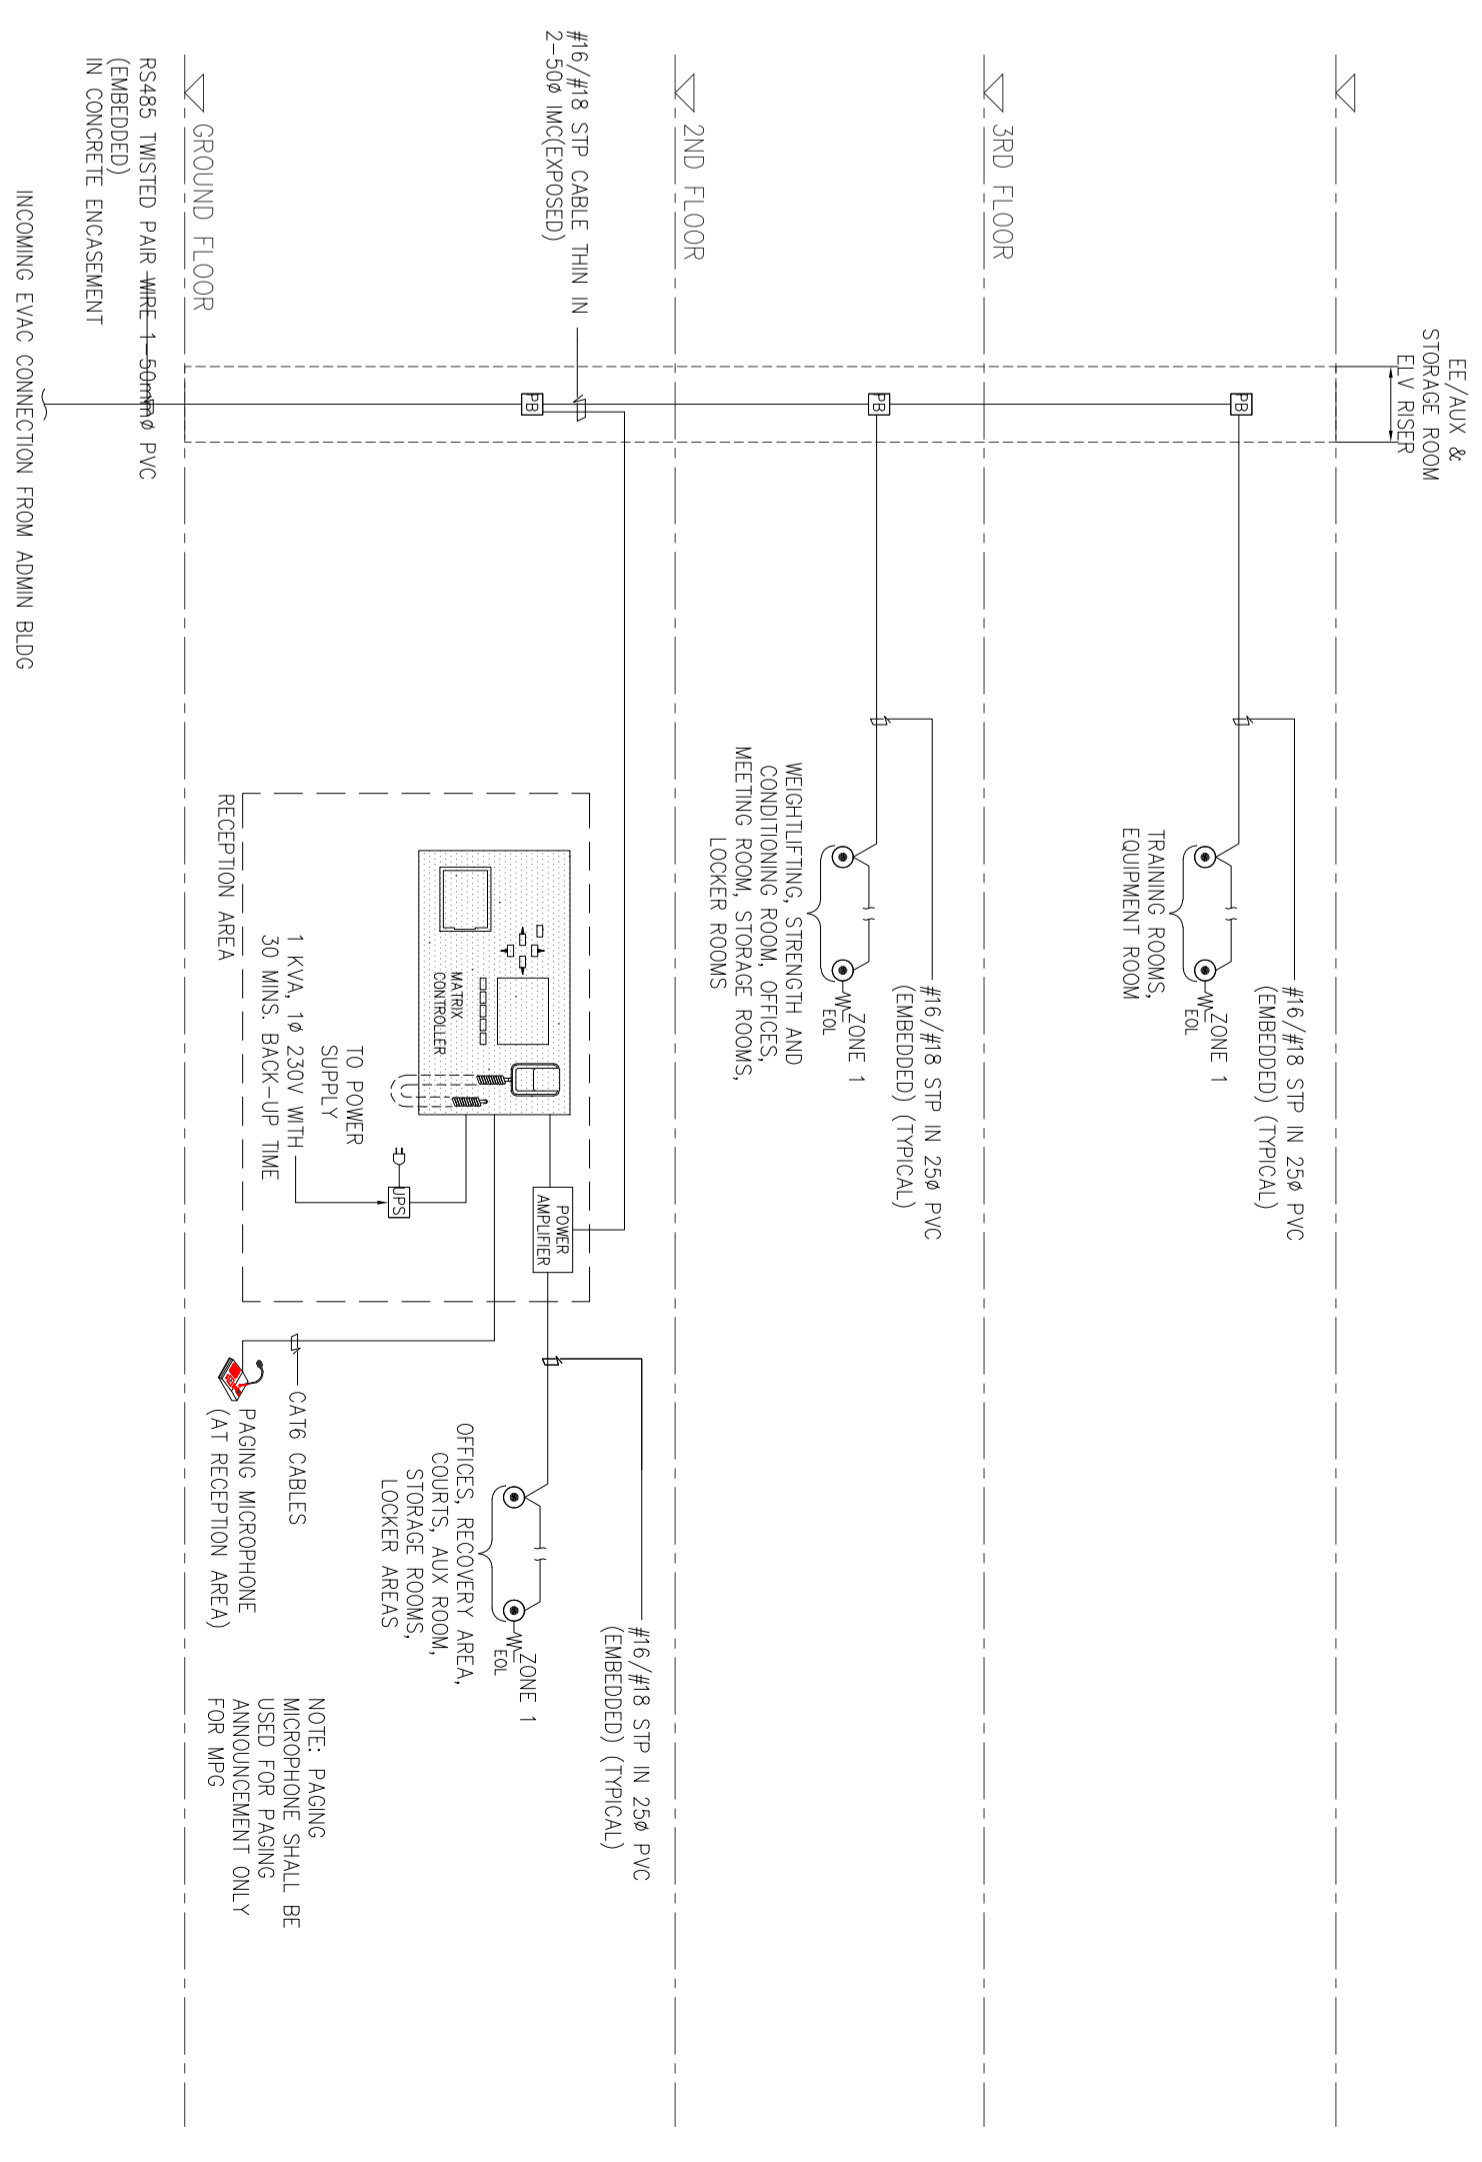 EE/AUX &
STORAGE ROOM
ELV RISER
3RD FLOOR
PB
#16/#18 STP IN 25ø PVC
(EMBEDDED) (TYPICAL)
ZONE 1
EOL
TRAINING ROOMS,
EQUIPMENT ROOM
2ND FLOOR
PB
#16/#18 STP IN 25ø PVC
(EMBEDDED) (TYPICAL)
ZONE 1
EOL
WEIGHTLIFTING, STRENGTH AND
CONDITIONING ROOM, OFFICES,
MEETING ROOM, STORAGE ROOMS,
LOCKER ROOMS
#16/#18 STP CABLE THIN IN
2-50ø IMC(EXPOSED)
PB
#16/#18 STP IN 25ø PVC
(EMBEDDED) (TYPICAL)
POWER
AMPLIFIER
ZONE 1
EOL
OFFICES, RECOVERY AREA,
COURTS, AUX ROOM,
STORAGE ROOMS,
LOCKER AREAS
MATRIX
CONTROLLER
UPS
TO POWER
SUPPLY
1 KVA, 1ø 230V WITH
30 MINS. BACK-UP TIME
RECEPTION AREA
CAT6 CABLES
PAGING MICROPHONE
(AT RECEPTION AREA)
NOTE: PAGING
MICROPHONE SHALL BE
USED FOR PAGING
ANNOUNCEMENT ONLY
FOR MPG
GROUND FLOOR
RS485 TWISTED PAIR WIRE 1-50mmø PVC
(EMBEDDED)
IN CONCRETE ENCASEMENT
INCOMING EVAC CONNECTION FROM ADMIN BLDG